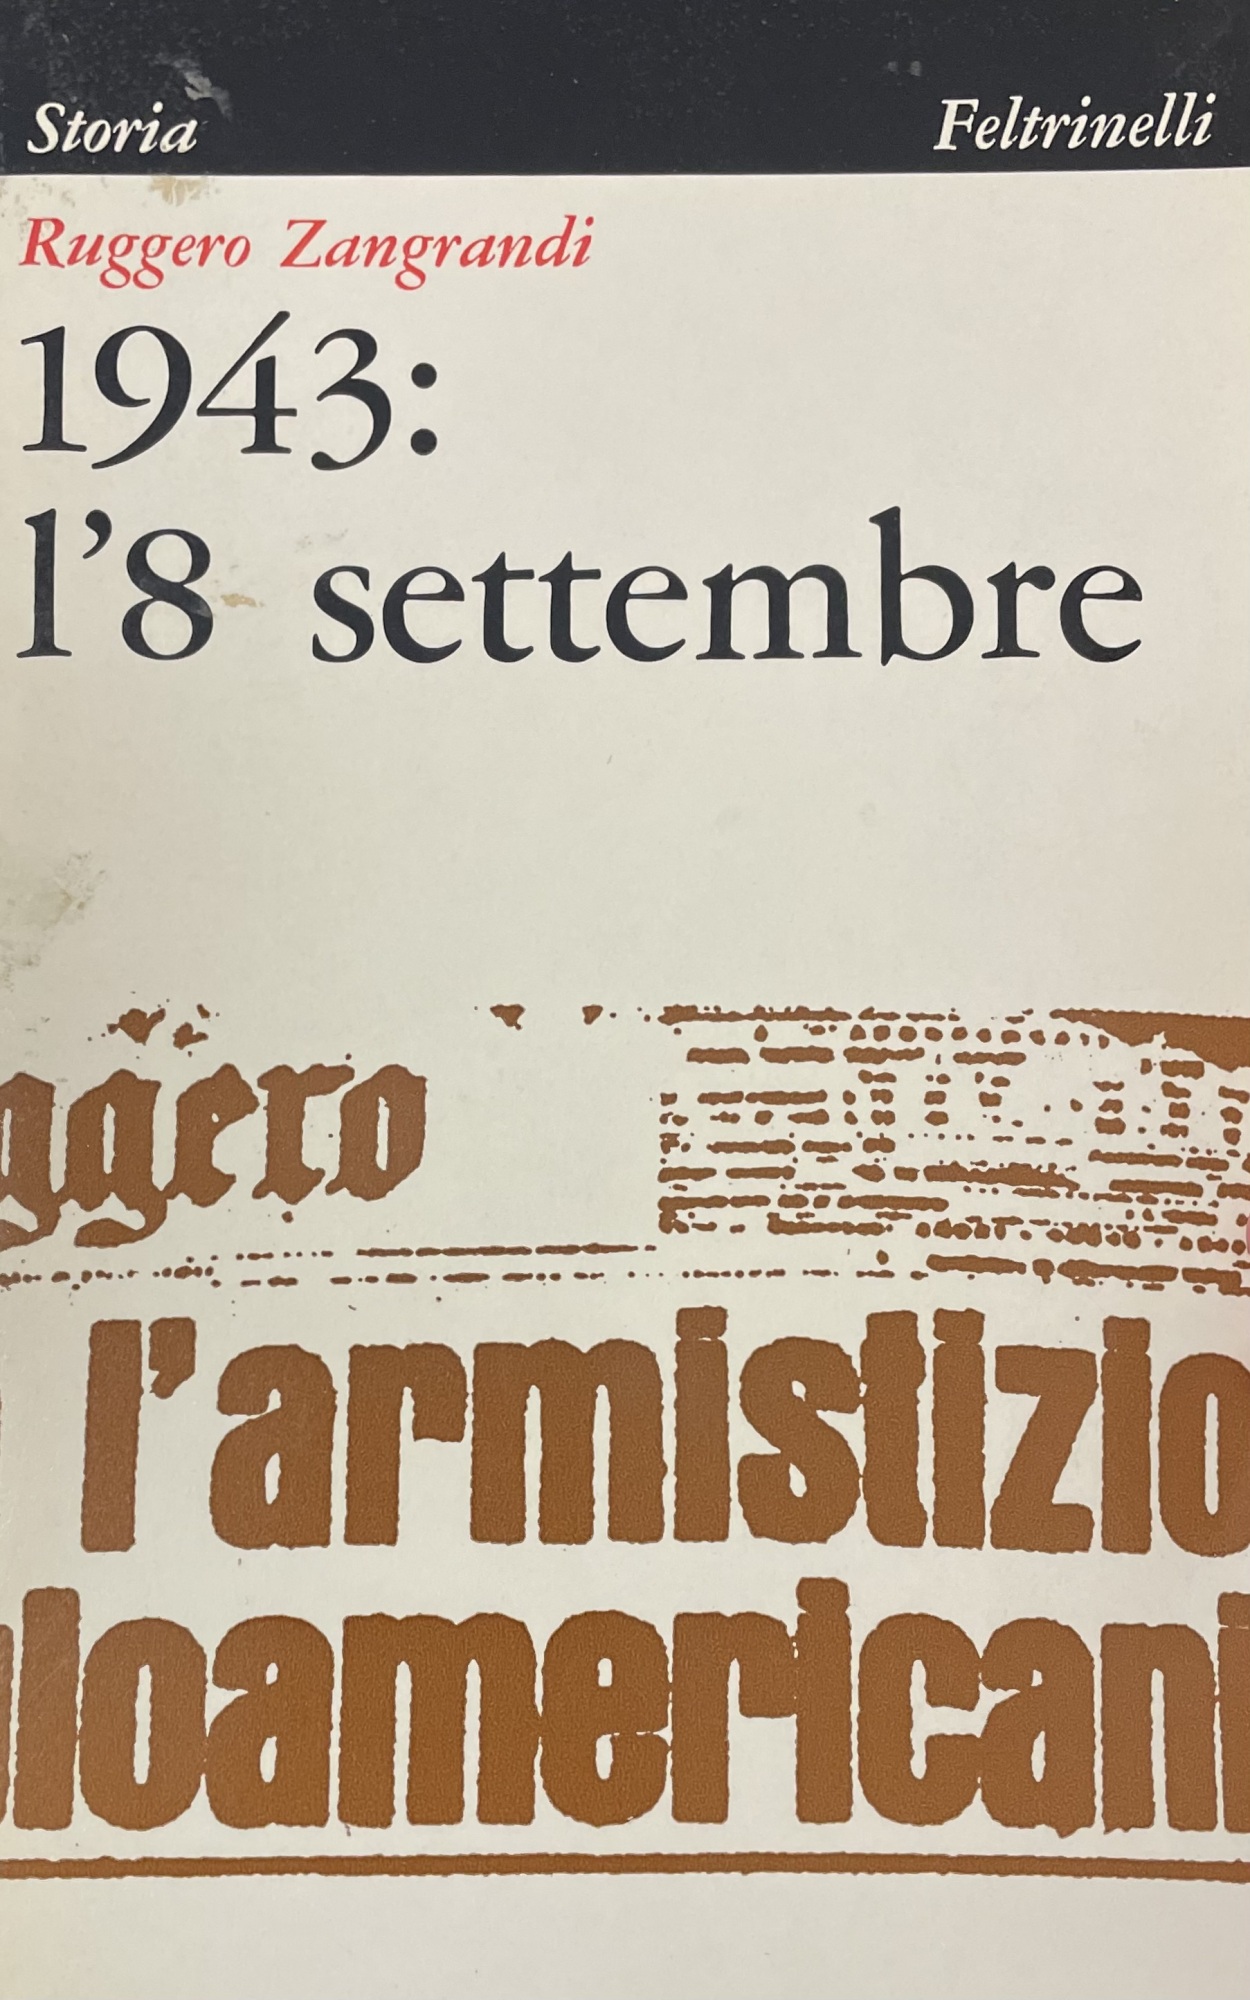 Storia Feltrinelli
Ruggero Zangrandi
1943:
l'8 settembre
ggero
l'armistizio
loamericani